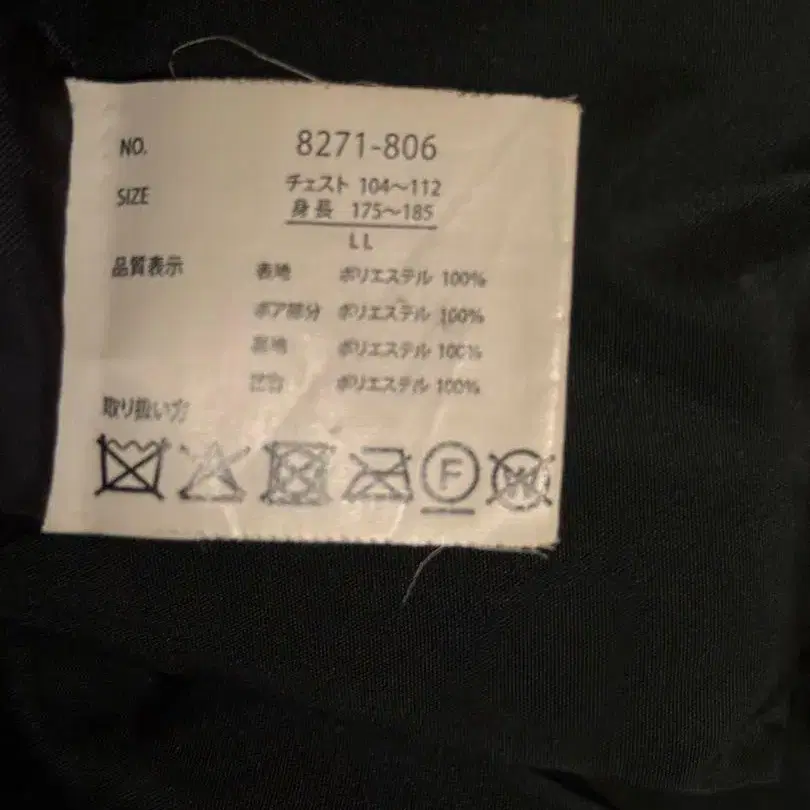 NO. 8271-806
SIZE チェスト 104～112
身長 175～185
LL
品質表示 表地 ポリエステル 100%
ボア部分 ポリエステル 100%
裏地 ポリエステル 100%
ポリエステル 100%
取り扱い方
F
W